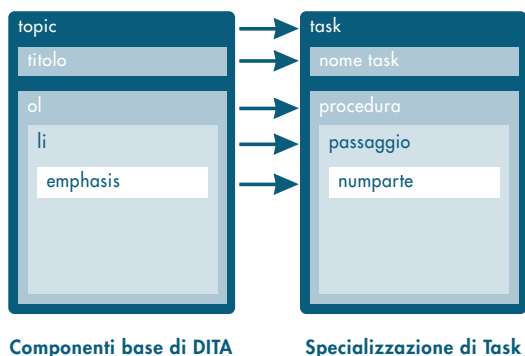 topic
titolo
ol
li
emphasis
task
nome task
procedura
passaggio
numparte
Componenti base di DITA
Specializzazione di Task